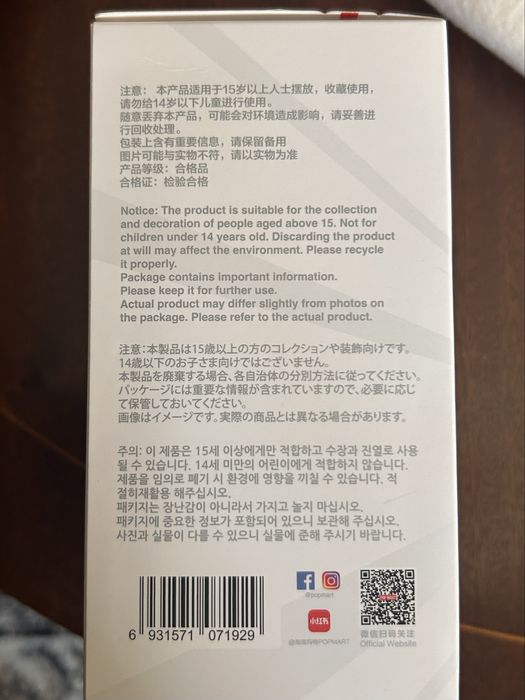 注意： 本产品适用于15岁以上人士摆放，收藏使用，
请勿给14岁以下儿童进行使用。
随意丢弃本产品，可能会对环境造成影响，请妥善进
行回收处理。
包装上含有重要信息，请保留备用
图片可能与实物不符，请以实物为准
产品等级：合格品
合格证：检验合格
Notice: The product is suitable for the collection
and decoration of people aged above 15. Not for
children under 14 years old. Discarding the product
at will may affect the environment. Please recycle
it properly.
Package contains important information.
Please keep it for further use.
Actual product may differ slightly from photos on
the package. Please refer to the actual product.
注意:本製品は15歳以上の方のコレクションや装飾向けです。
14歳以下のお子さま向けではございません。
本製品を廃棄する場合、各自治体の分別方法に従ってください。
パッケージには重要な情報が含まれていますので、必要に応じ
て保管しておいてください。
画像はイメージです。実際の商品とは異なる場合があります。
주의: 이 제품은 15세 이상에게만 적합하고 수장과 진열로 사용
될 수 있습니다. 14세 미만의 어린이에게 적합하지 않습니다.
제품을 임의로 폐기 시 환경에 영향을 끼칠 수 있습니다. 적
절히재활용 해주십시오.
패키지는 장난감이 아니라서 가지고 놀지 마십시오.
패키지에 중요한 정보가 포함되어 있으니 보관해 주십시오.
사진과 실물이 다를 수 있으니 실물에 준해 주시기 바랍니다.
6 931571 071929
@popmart
小红书
@泡泡玛特POPMART
微信扫码关注
Official Website